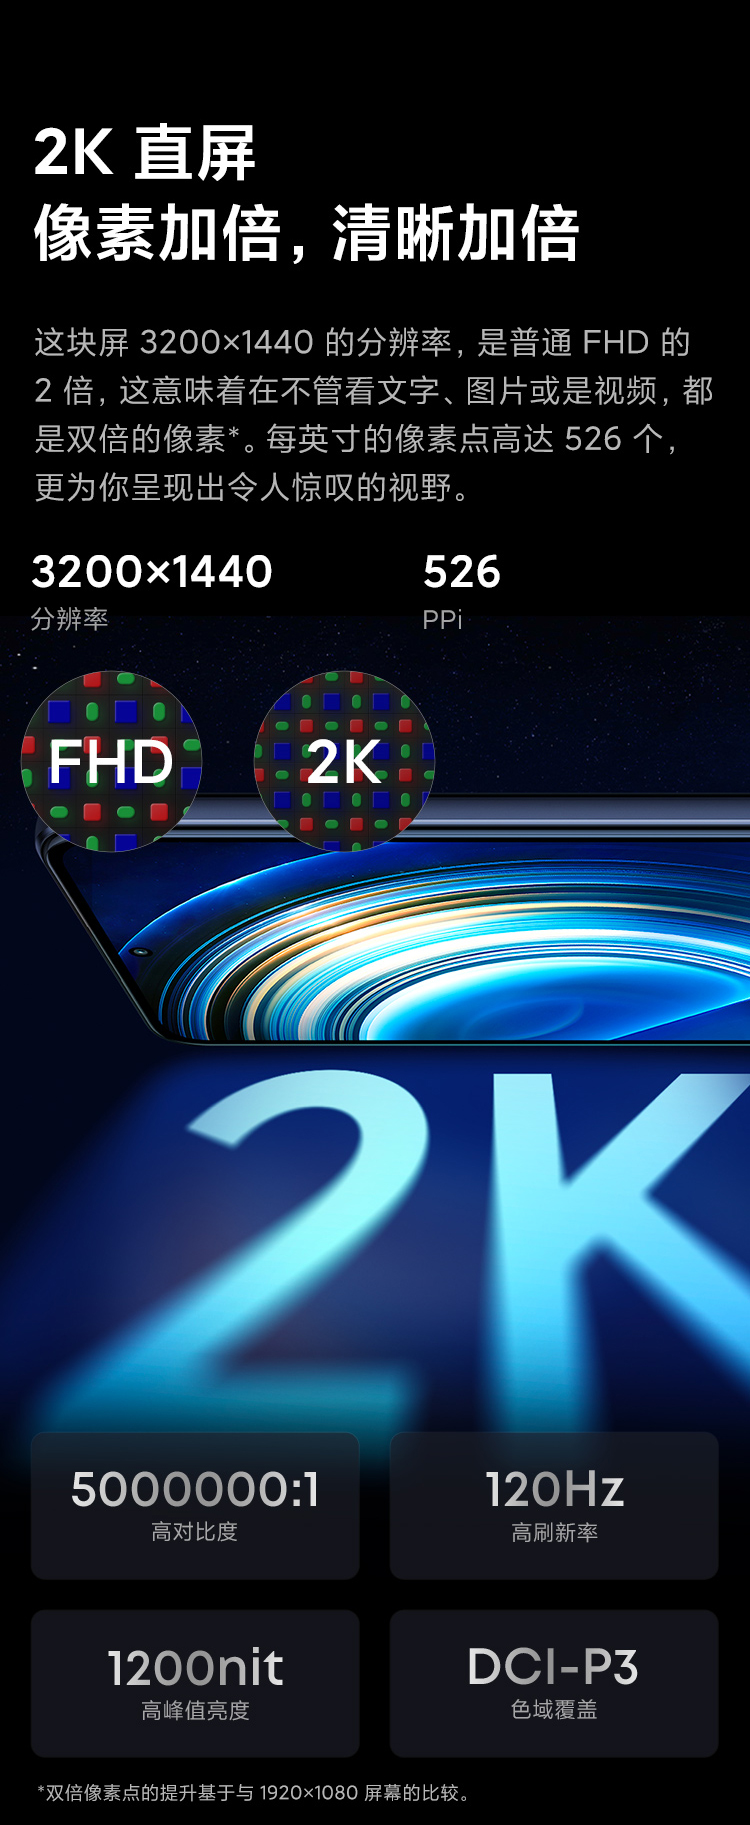 2K 直屏
像素加倍，清晰加倍
这块屏 3200×1440 的分辨率，是普通 FHD 的
2 倍，这意味着在不管看文字、图片或是视频，都
是双倍的像素*。每英寸的像素点高达 526 个，
更为你呈现出令人惊叹的视野。
3200×1440 526
分辨率 PPi
FHD 2K
2K
5000000:1 120Hz
高对比度 高刷新率
1200nit DCI-P3
高峰值亮度 色域覆盖
*双倍像素点的提升基于与 1920×1080 屏幕的比较。